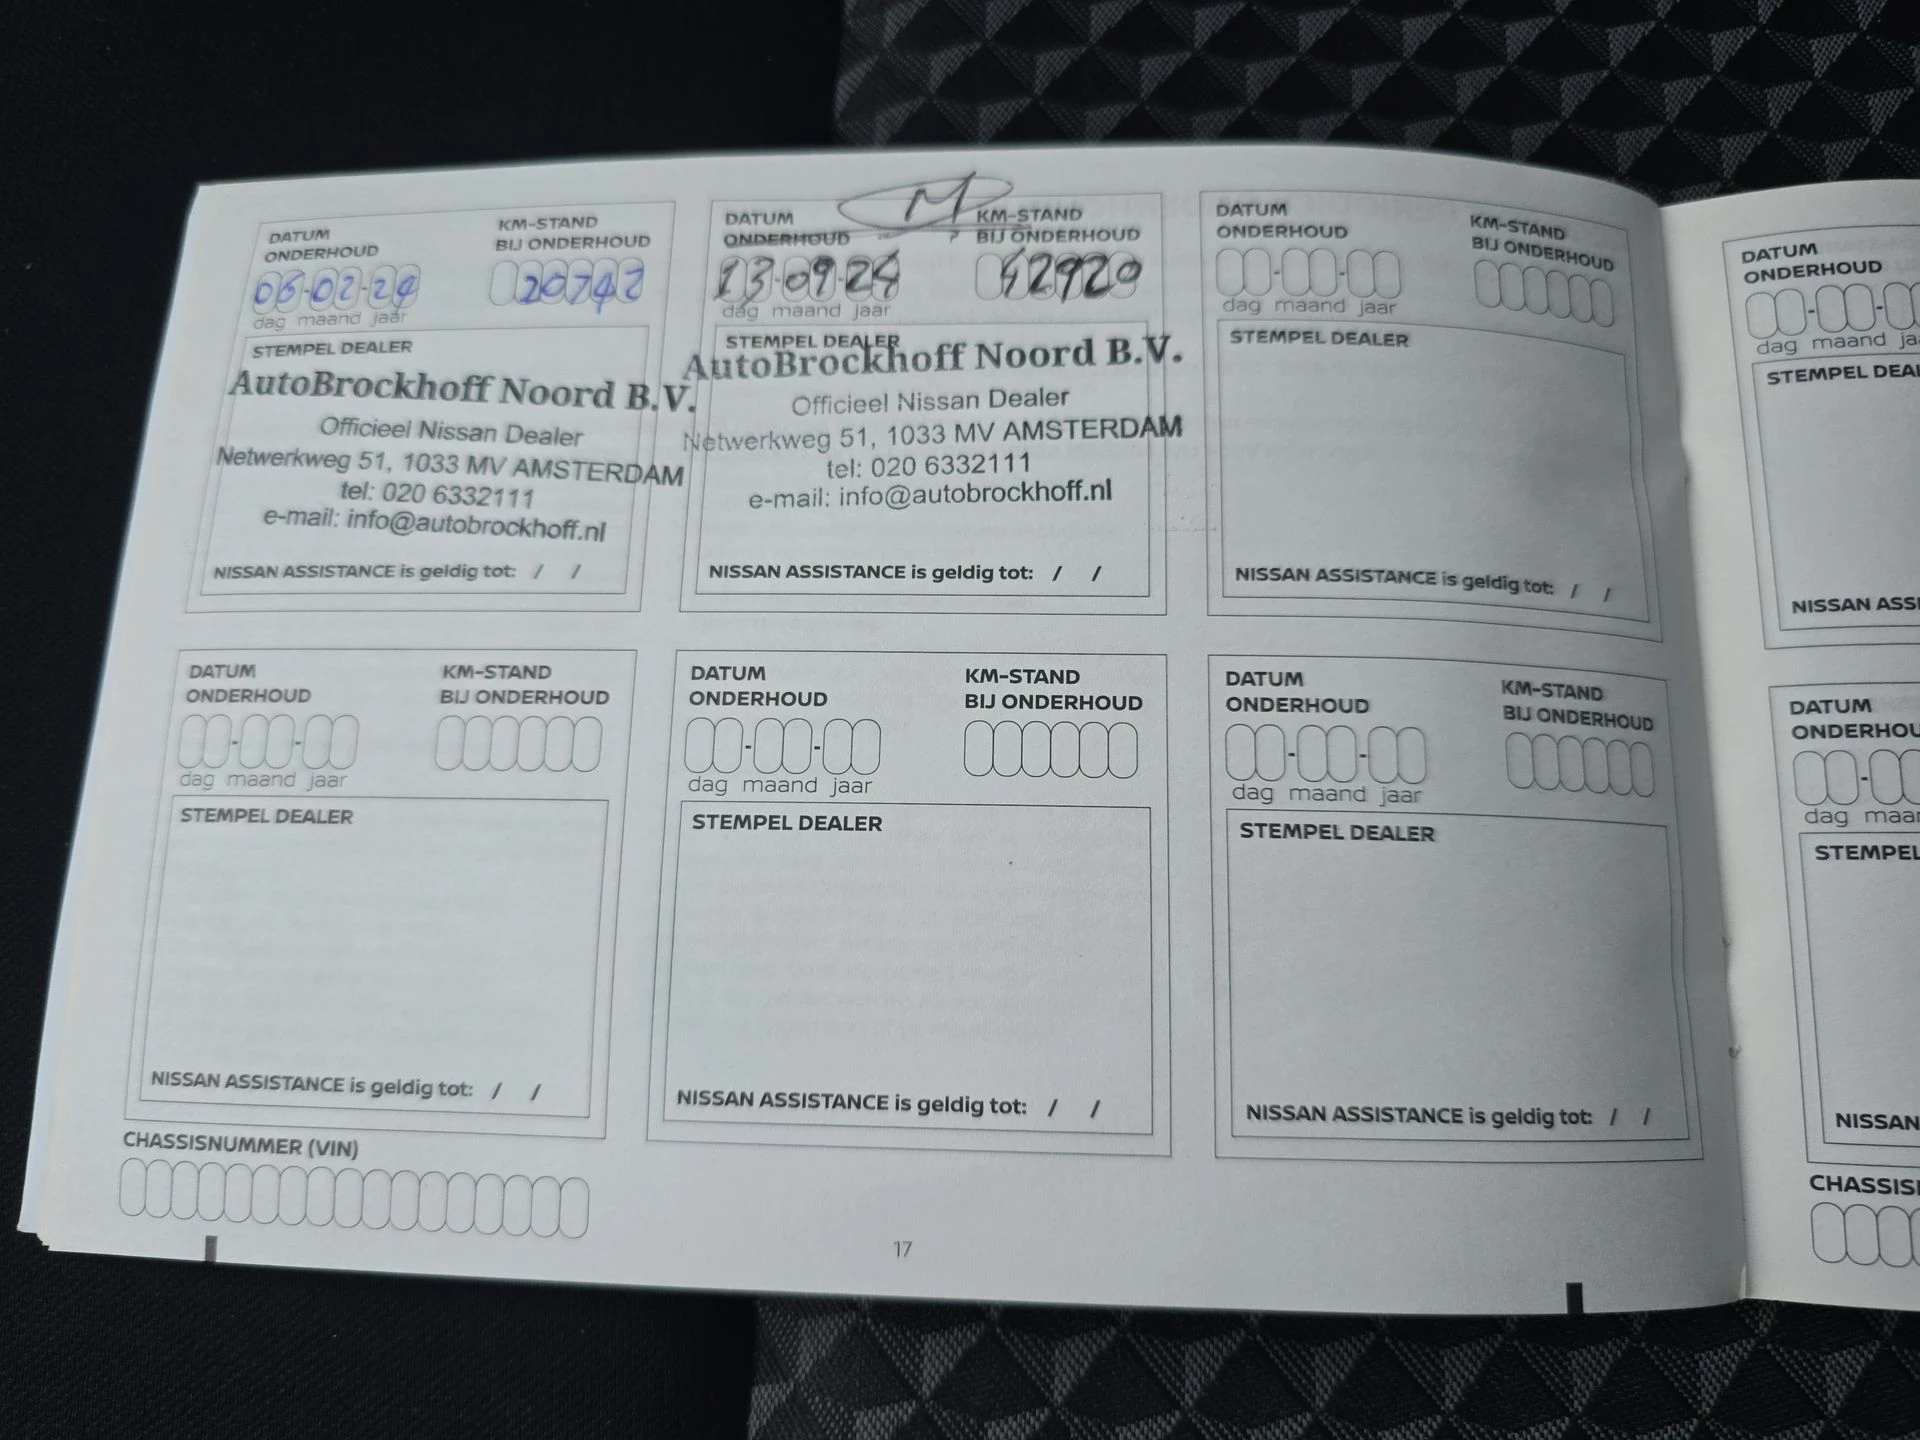 DATUM
ONDERHOUD
KM-STAND
BIJ ONDERHOUD
06-02-24
20742
dag maand jaar
STEMPEL DEALER
AutoBrockhoff Noord B.V.
Officieel Nissan Dealer
Netwerkweg 51, 1033 MV AMSTERDAM
tel: 020 6332111
e-mail: info@autobrockhoff.nl
NISSAN ASSISTANCE is geldig tot: / /
M
DATUM
ONDERHOUD
KM-STAND
BIJ ONDERHOUD
13-09-24
42920
dag maand jaar
STEMPEL DEALER
AutoBrockhoff Noord B.V.
Officieel Nissan Dealer
Netwerkweg 51, 1033 MV AMSTERDAM
tel: 020 6332111
e-mail: info@autobrockhoff.nl
NISSAN ASSISTANCE is geldig tot: / /
DATUM
ONDERHOUD
KM-STAND
BIJ ONDERHOUD
dag maand jaar
STEMPEL DEALER
NISSAN ASSISTANCE is geldig tot: / /
DATUM
ONDERHOUD
KM-STAND
BIJ ONDERHOUD
dag maand jaar
STEMPEL DEALER
NISSAN ASSISTANCE is geldig tot: / /
DATUM
ONDERHOUD
KM-STAND
BIJ ONDERHOUD
dag maand jaar
STEMPEL DEALER
NISSAN ASSISTANCE is geldig tot: / /
DATUM
ONDERHOUD
KM-STAND
BIJ ONDERHOUD
dag maand jaar
STEMPEL DEALER
NISSAN ASSISTANCE is geldig tot: / /
CHASSISNUMMER (VIN)
17
DATUM
ONDERHOUD
dag maand ja
STEMPEL DEAL
NISSAN ASSI
DATUM
ONDERHOU
dag maan
STEMPEL
NISSAN
CHASSIS